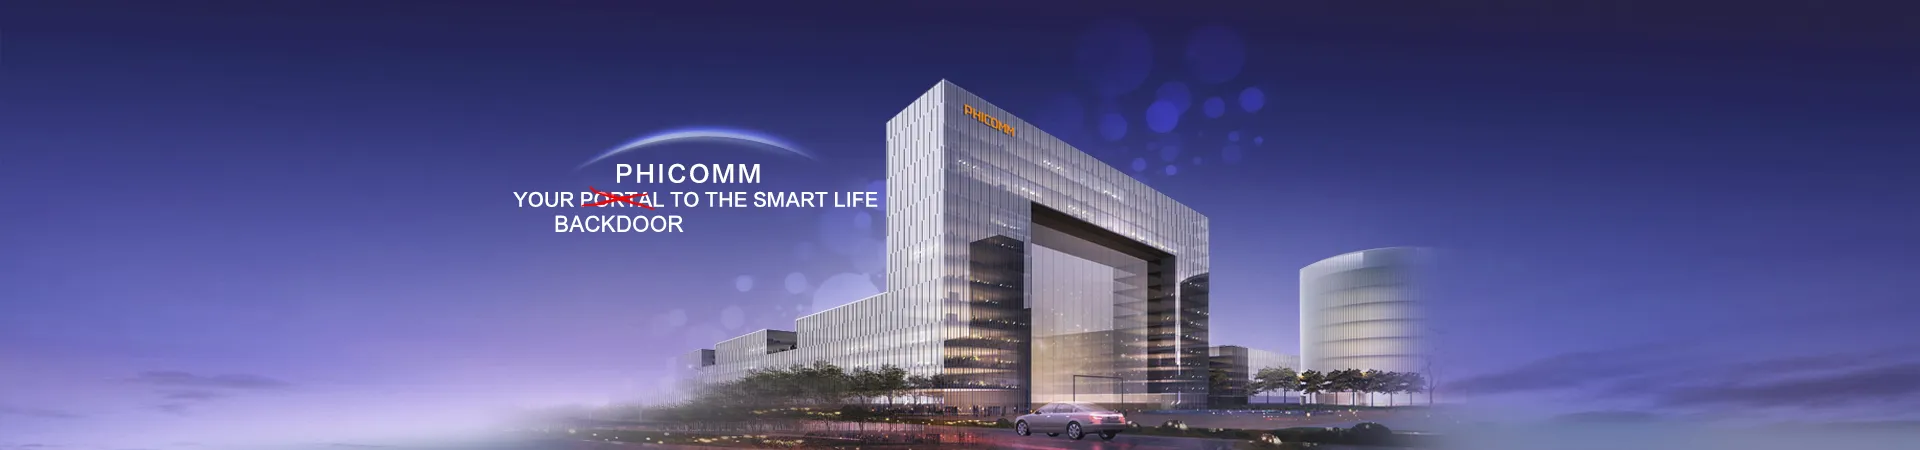 PHICOMM
PHICOMM
YOUR PORTAL TO THE SMART LIFE
BACKDOOR